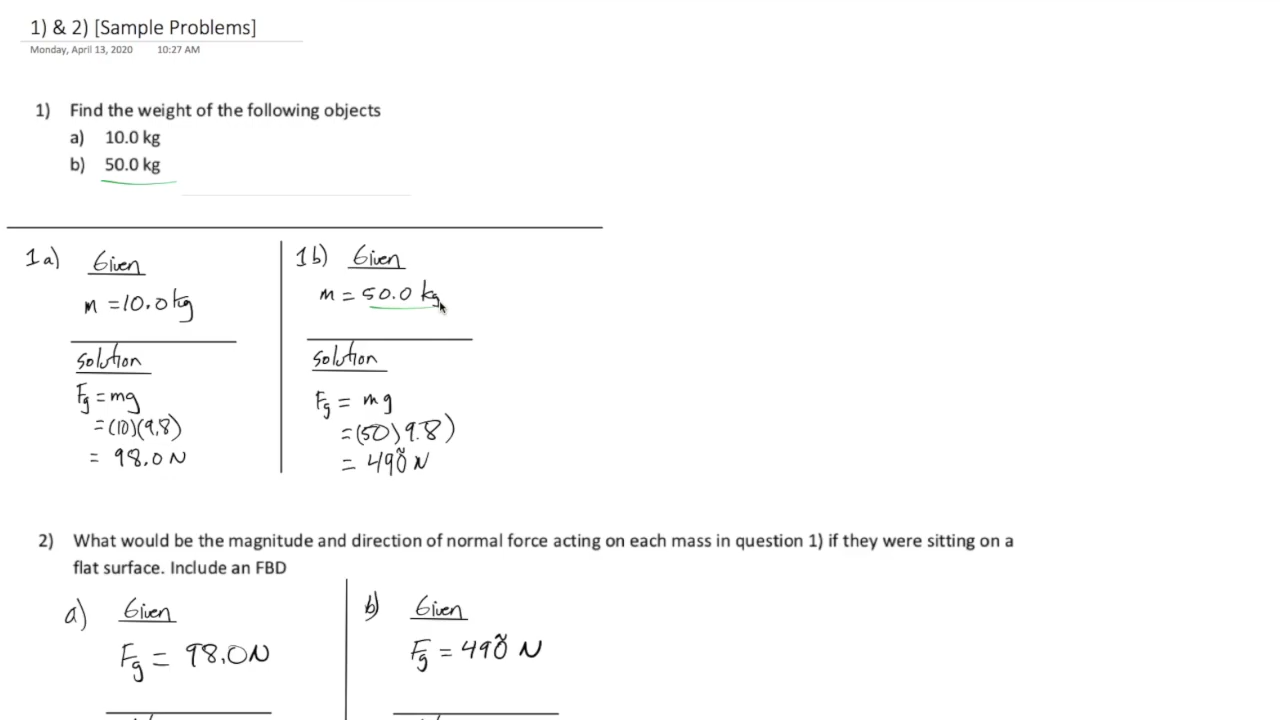 1) & 2) [Sample Problems]
Monday, April 13, 2020 10:27 AM
1) Find the weight of the following objects
a) 10.0 kg
b) 50.0 kg
1a) Given
m = 10.0 kg
Solution
Fg = mg
= (10)(9.8)
= 98.0 N
1b) Given
m = 50.0 kg
Solution
Fg = mg
= (50)9.8)
= 490̃ N
2) What would be the magnitude and direction of normal force acting on each mass in question 1) if they were sitting on a
flat surface. Include an FBD
a) Given
Fg = 98.0N
b) Given
Fg = 490̃ N